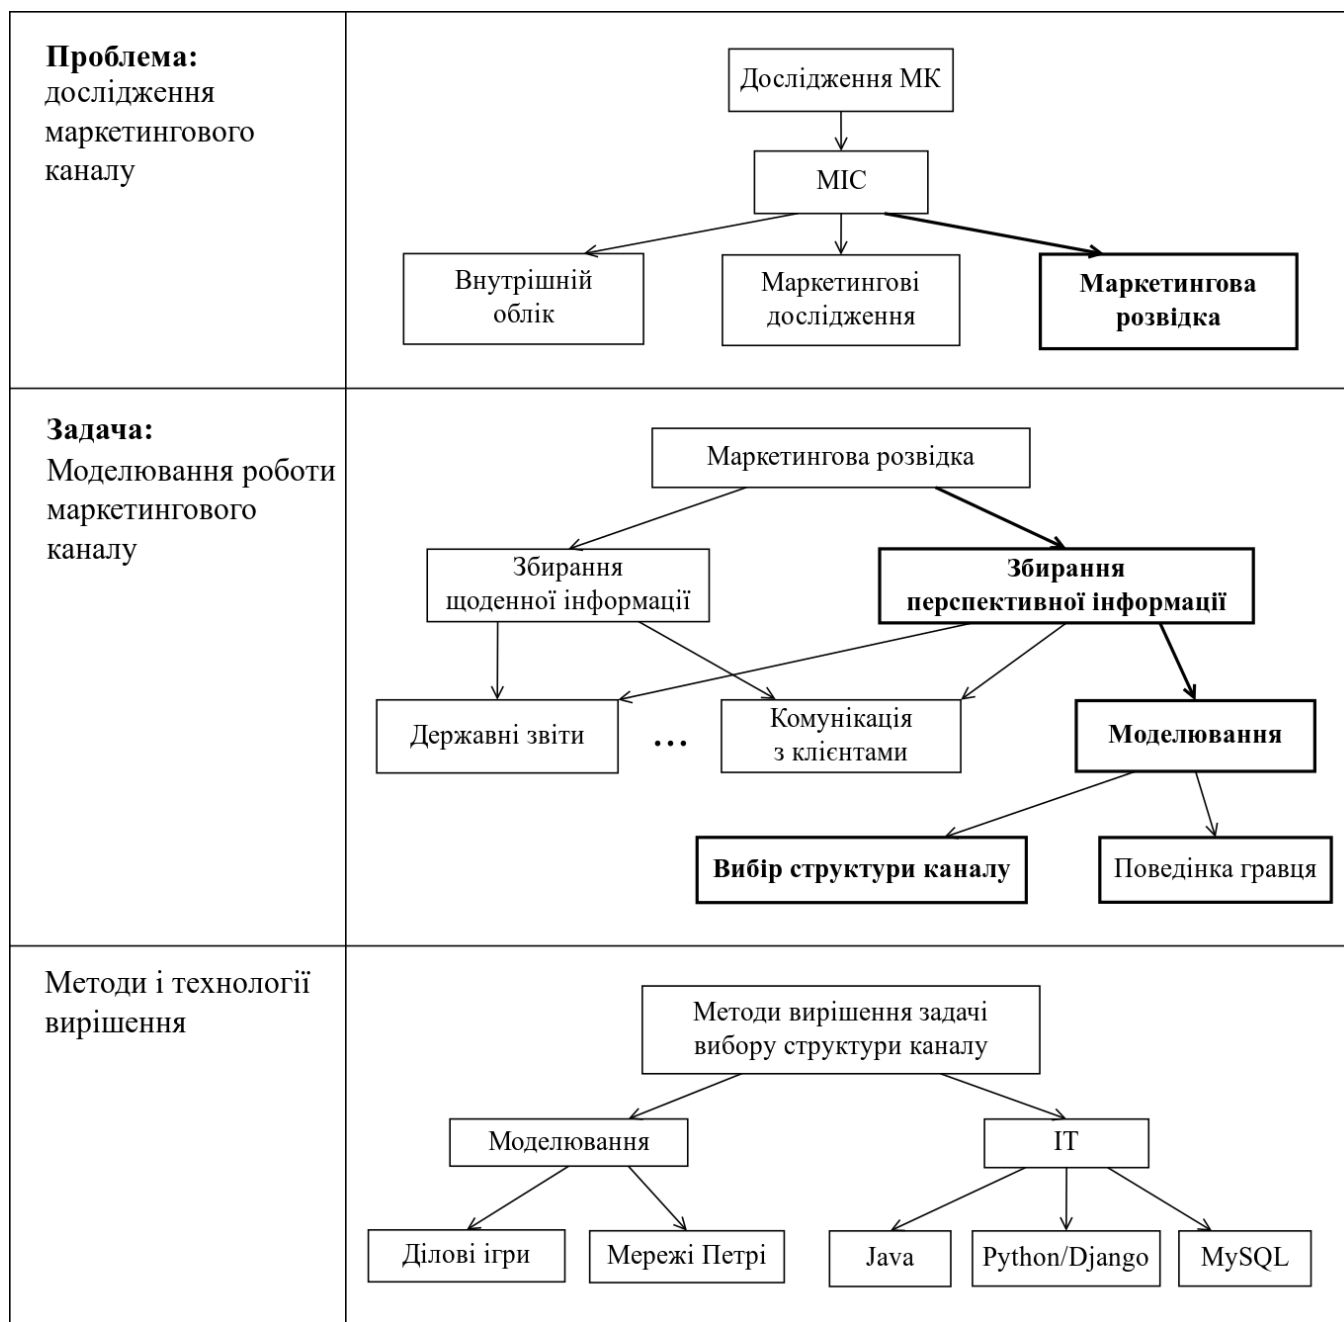 Проблема:
дослідження
маркетингового
каналу
Дослідження МК
МІС
Внутрішній
облік
Маркетингові
дослідження
Маркетингова
розвідка
Задача:
Моделювання роботи
маркетингового
каналу
Маркетингова розвідка
Збирання
щоденної інформації
Збирання
перспективної інформації
Державні звіти
...
Комунікація
з клієнтами
Моделювання
Вибір структури каналу
Поведінка гравця
Методи і технології
вирішення
Методи вирішення задачі
вибору структури каналу
Моделювання
ІТ
Ділові ігри
Мережі Петрі
Java
Python/Django
MySQL